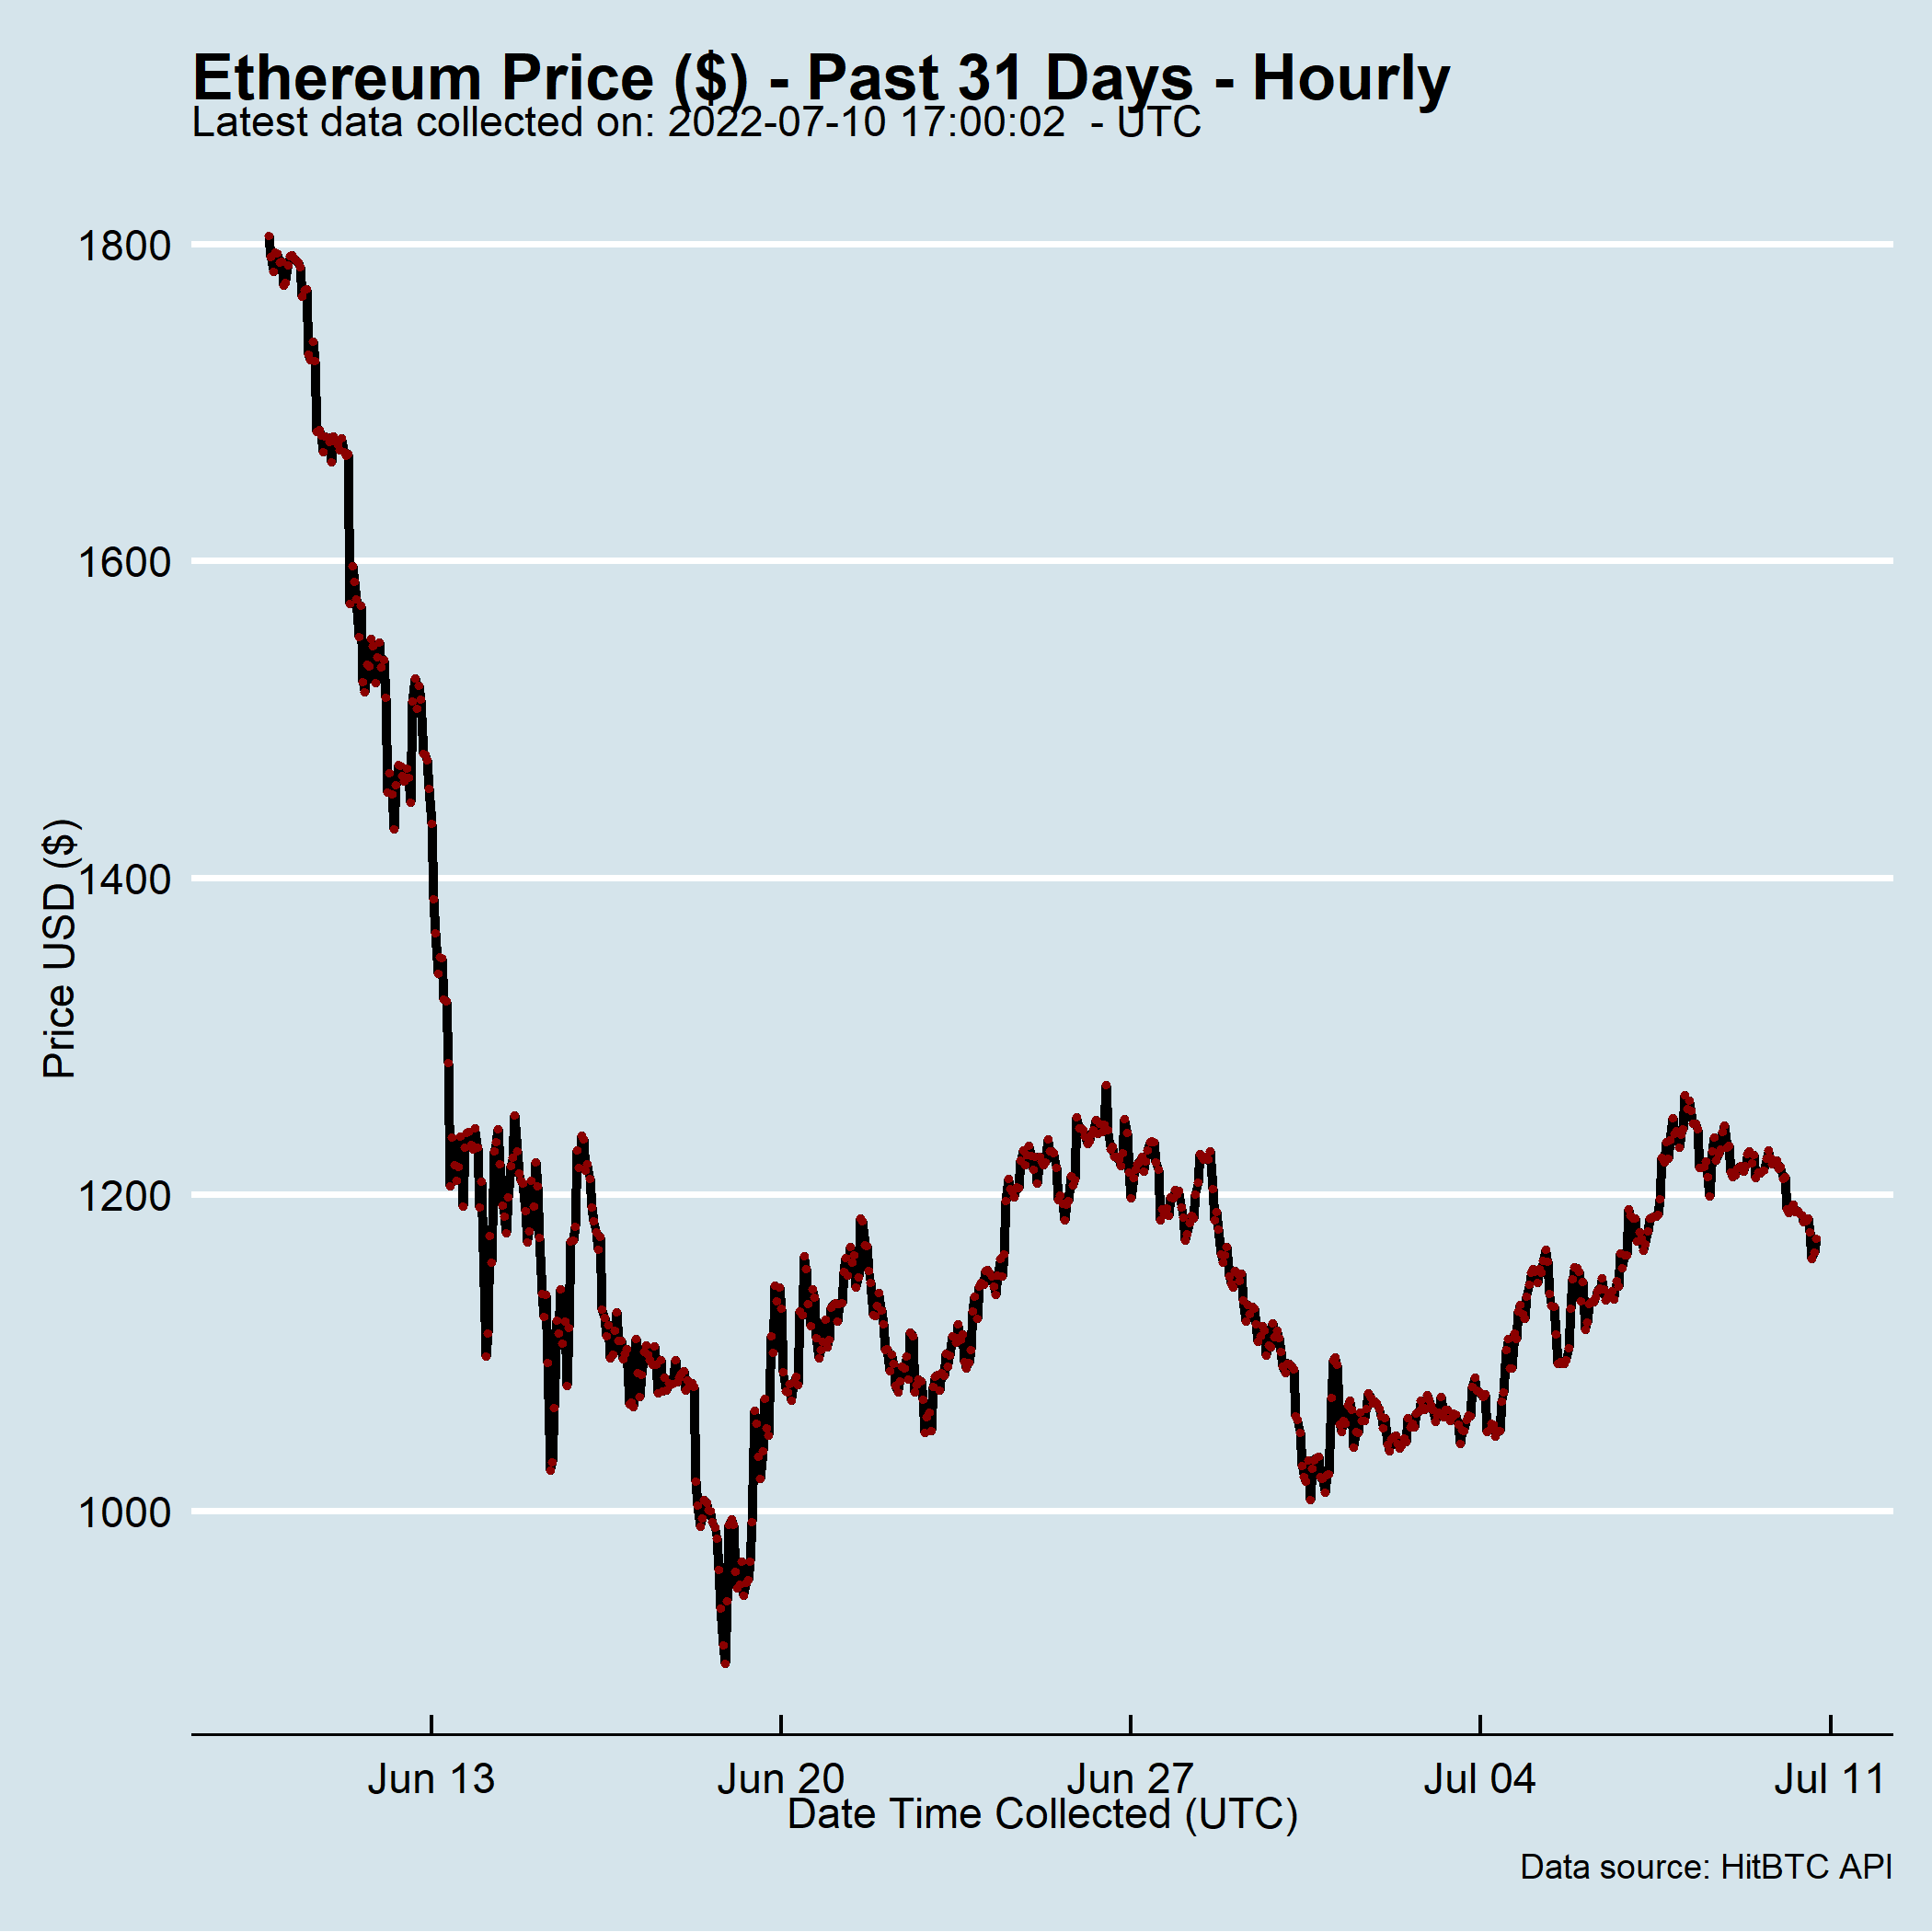 Ethereum Price ($) - Past 31 Days - Hourly
Latest data collected on: 2022-07-10 17:00:02  - UTC
1800
1600
1400
1200
1000
Price USD ($)
Jun 13
Jun 20
Jun 27
Jul 04
Jul 11
Date Time Collected (UTC)
Data source: HitBTC API